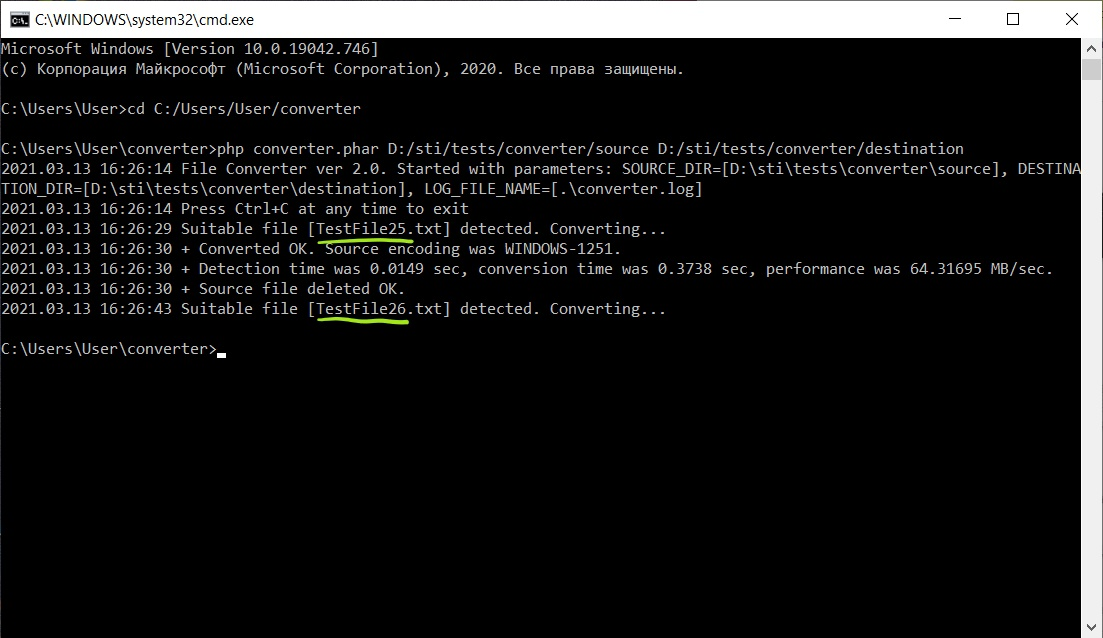 C:\WINDOWS\system32\cmd.exe
Microsoft Windows [Version 10.0.19042.746]
(c) Корпорация Майкрософт (Microsoft Corporation), 2020. Все права защищены.
C:\Users\User>cd C:/Users/User/converter
C:\Users\User\converter>php converter.phar D:/sti/tests/converter/source D:/sti/tests/converter/destination
2021.03.13 16:26:14 File Converter ver 2.0. Started with parameters: SOURCE_DIR=[D:\sti\tests\converter\source], DESTINA
TION_DIR=[D:\sti\tests\converter\destination], LOG_FILE_NAME=[.\converter.log]
2021.03.13 16:26:14 Press Ctrl+C at any time to exit
2021.03.13 16:26:29 Suitable file [TestFile25.txt] detected. Converting...
2021.03.13 16:26:30 + Converted OK. Source encoding was WINDOWS-1251.
2021.03.13 16:26:30 + Detection time was 0.0149 sec, conversion time was 0.3738 sec, performance was 64.31695 MB/sec.
2021.03.13 16:26:30 + Source file deleted OK.
2021.03.13 16:26:43 Suitable file [TestFile26.txt] detected. Converting...
C:\Users\User\converter>